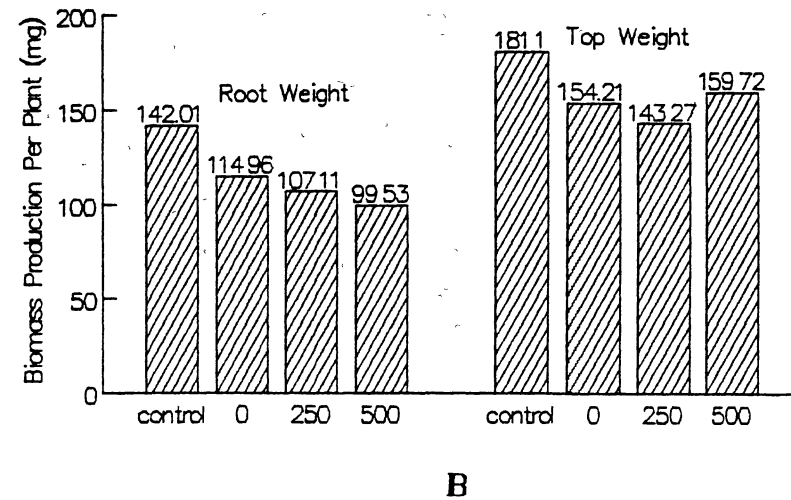 Biomass Production Per Plant (mg)
200
150
100
50
0
Root Weight
142.01
114.96
107.11
99.53
control 0 250 500
Top Weight
181.1
154.21
143.27
159.72
control 0 250 500
B